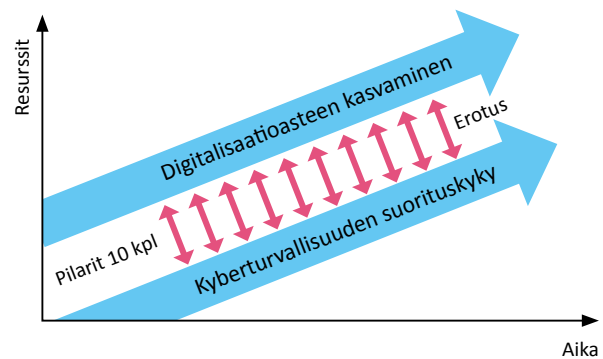 Resurssit
Digitalisaatioasteen kasvaminen
Erotus
Pilarit 10 kpl
Kyberturvallisuuden suorituskyky
Aika